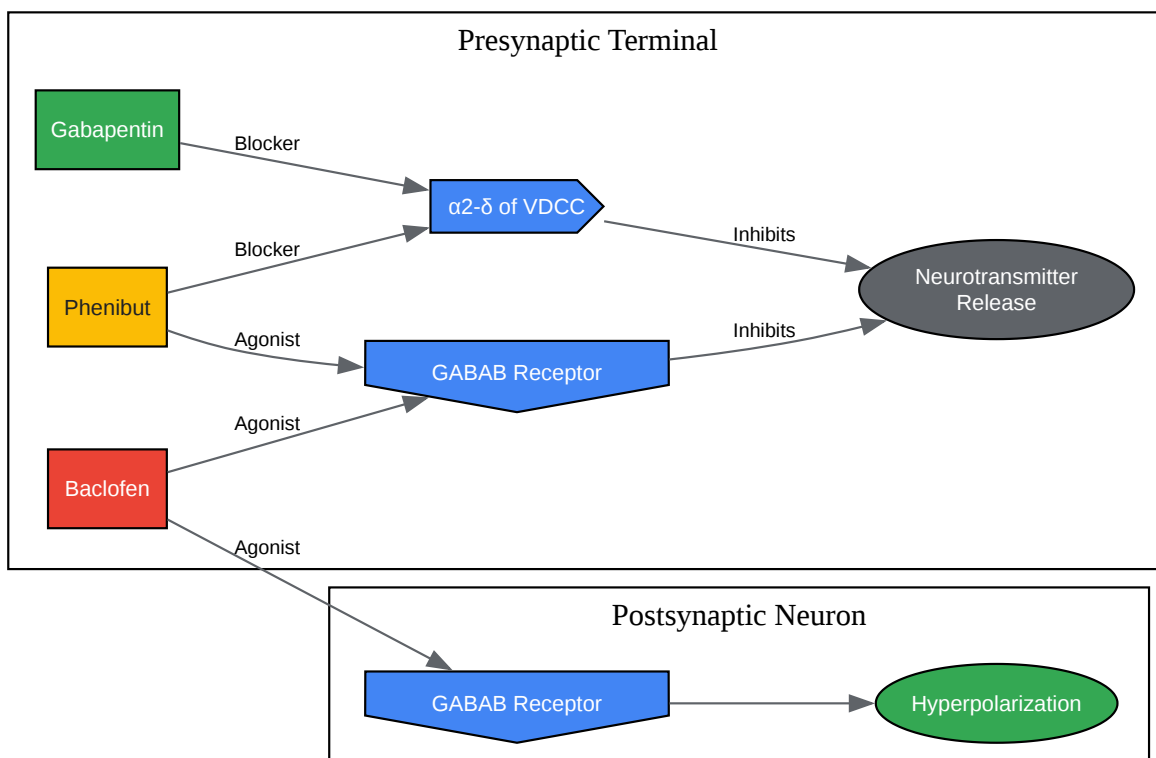 Presynaptic Terminal
Gabapentin
Blocker
α2-δ of VDCC
Inhibits
Blocker
Neurotransmitter
Release
Phenibut
Agonist
Inhibits
GABAB Receptor
Agonist
Baclofen
Agonist
Postsynaptic Neuron
GABAB Receptor
Hyperpolarization